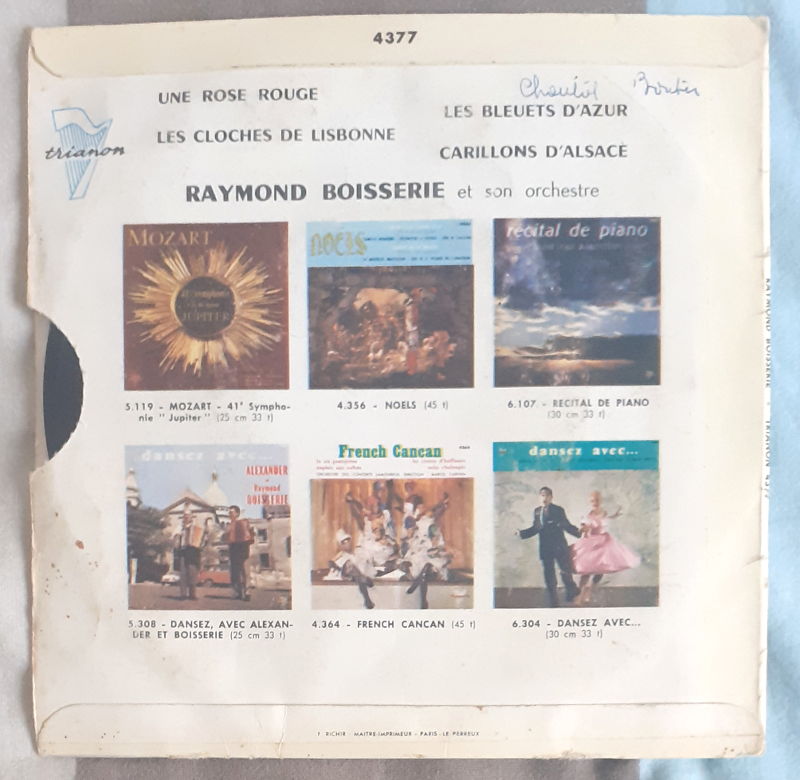 4377
UNE ROSE ROUGE
LES CLOCHES DE LISBONNE
LES BLEUETS D'AZUR
CARILLONS D'ALSACE
trianon
RAYMOND BOISSERIE et son orchestre
MOZART
JUPITER
5.119 - MOZART - 41e Sympho-
nie " Jupiter " (25 cm 33 t)
NOELS
4.356 - NOELS (45 t)
recital de piano
6.107 - RECITAL DE PIANO
(30 cm 33 t)
dansez avec...
ALEXANDER
Raymond
BOISSERIE
5.308 - DANSEZ, AVEC ALEXAN-
DER ET BOISSERIE (25 cm 33 t)
French Cancan
4.364 - FRENCH CANCAN (45 t)
dansez avec...
6.304 - DANSEZ AVEC...
(30 cm 33 t)
F. RICHIR - MAITRE-IMPRIMEUR - PARIS - LE PERREUX
RAYMOND BOISSERIE - TRIANON 4377